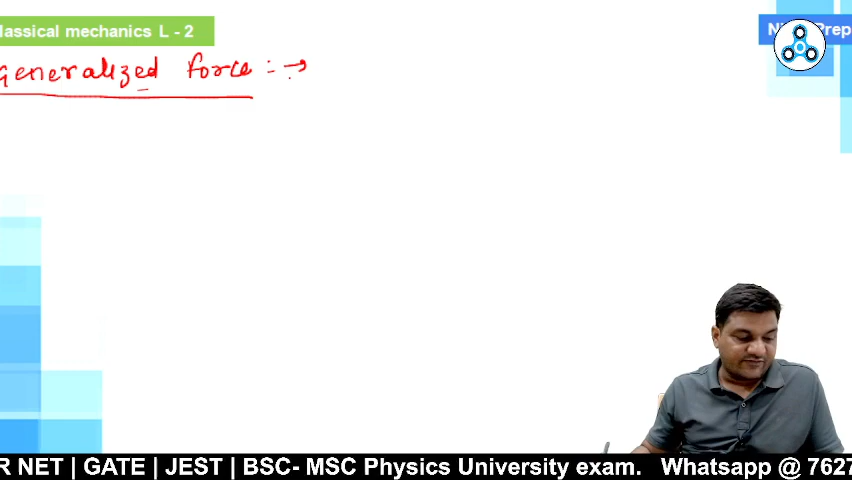 lassical mechanics L - 2
Generalized force :- →
R NET | GATE | JEST | BSC- MSC Physics University exam. Whatsapp @ 7627